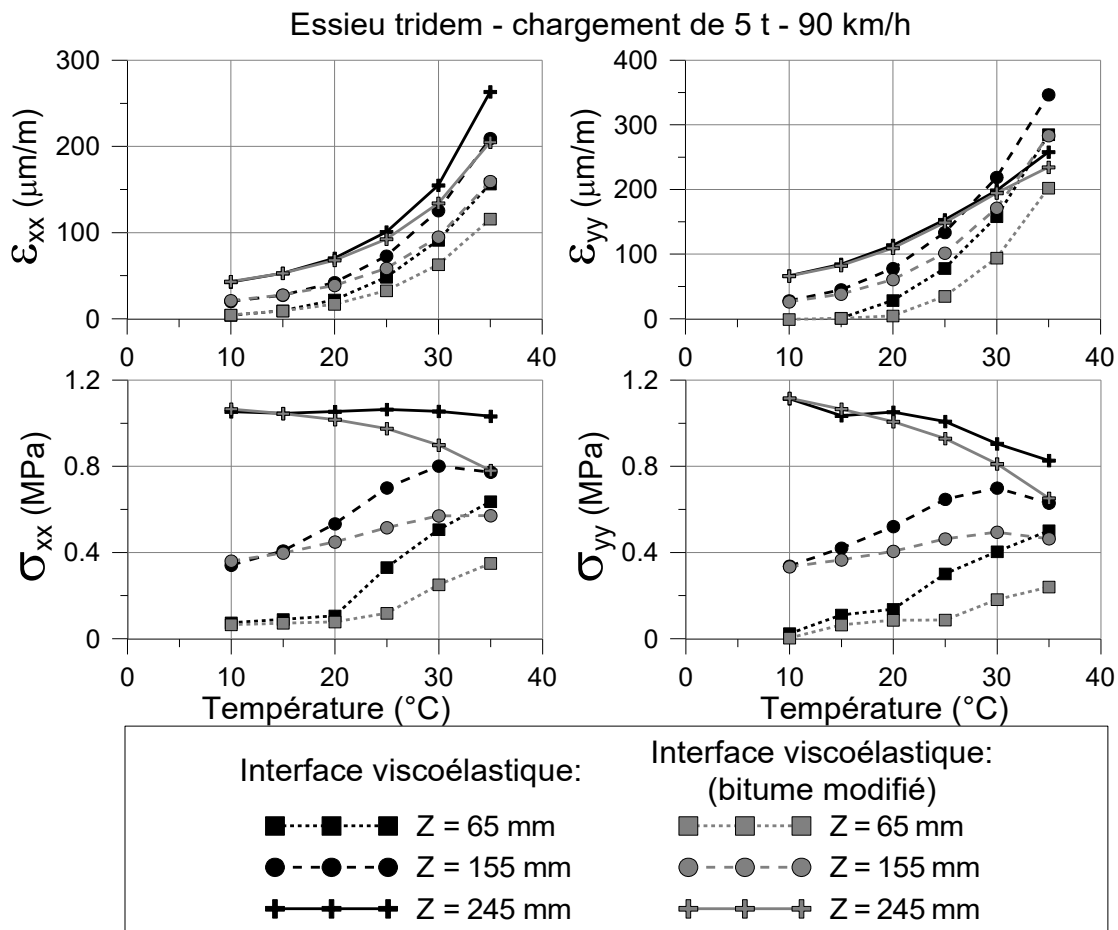 Essieu tridem - chargement de 5 t - 90 km/h
300
200
100
0
εxx (μm/m)
0 10 20 30 40
400
300
200
100
0
εyy (μm/m)
0 10 20 30 40
1.2
0.8
0.4
0
σxx (MPa)
0 10 20 30 40
Température (°C)
1.2
0.8
0.4
0
σyy (MPa)
0 10 20 30 40
Température (°C)
Interface viscoélastique:
Z = 65 mm
Z = 155 mm
Z = 245 mm
Interface viscoélastique:
(bitume modifié)
Z = 65 mm
Z = 155 mm
Z = 245 mm